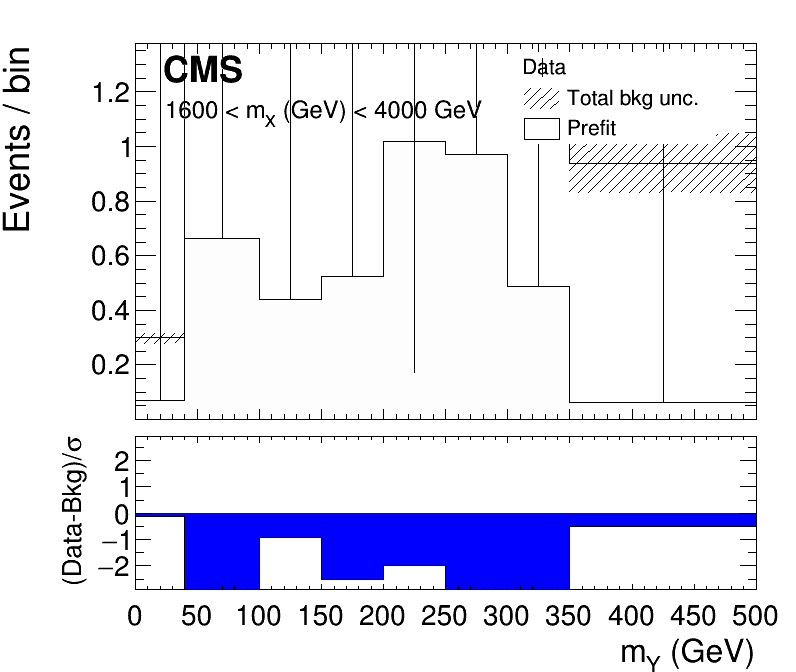 CMS
Data
Total bkg unc.
Prefit
1600 < mX (GeV) < 4000 GeV
Events / bin
1.2
1
0.8
0.6
0.4
0.2
(Data-Bkg)/σ
2
1
0
−1
−2
0 50 100 150 200 250 300 350 400 450 500
mY (GeV)